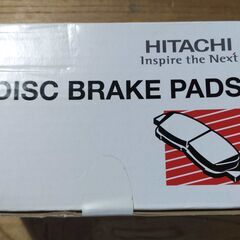 HITACHI
Inspire the Next
DISC BRAKE PADS